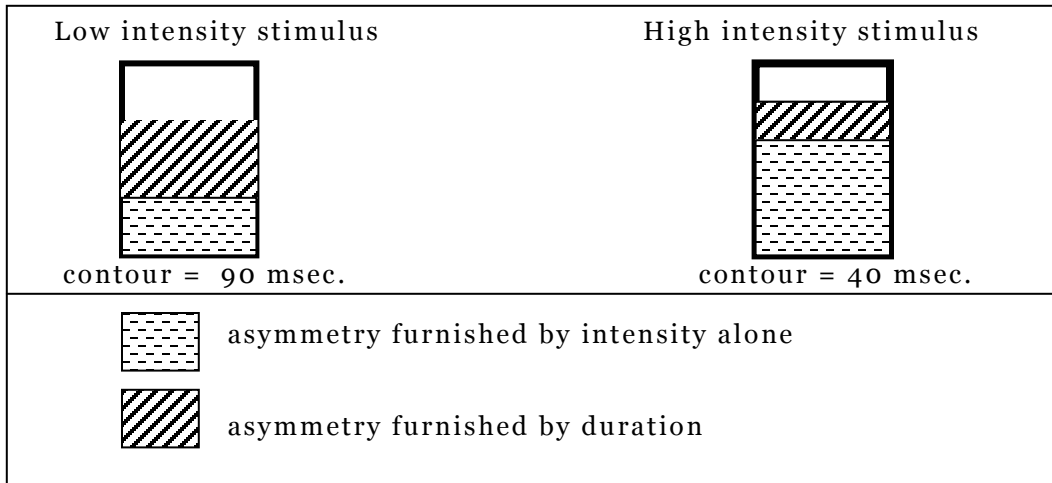 Low intensity stimulus
High intensity stimulus
contour = 90 msec.
contour = 40 msec.
asymmetry furnished by intensity alone
asymmetry furnished by duration